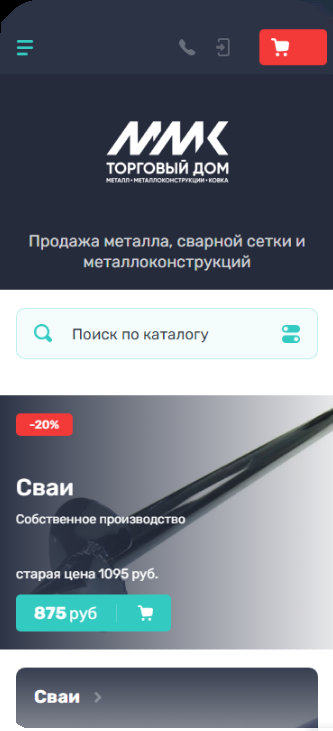 ММК
ТОРГОВЫЙ ДОМ
МЕТАЛЛ • МЕТАЛЛОКОНСТРУКЦИИ • КОВКА
Продажа металла, сварной сетки и
металлоконструкций
Поиск по каталогу
-20%
Сваи
Собственное производство
старая цена 1095 руб.
875 руб
Сваи